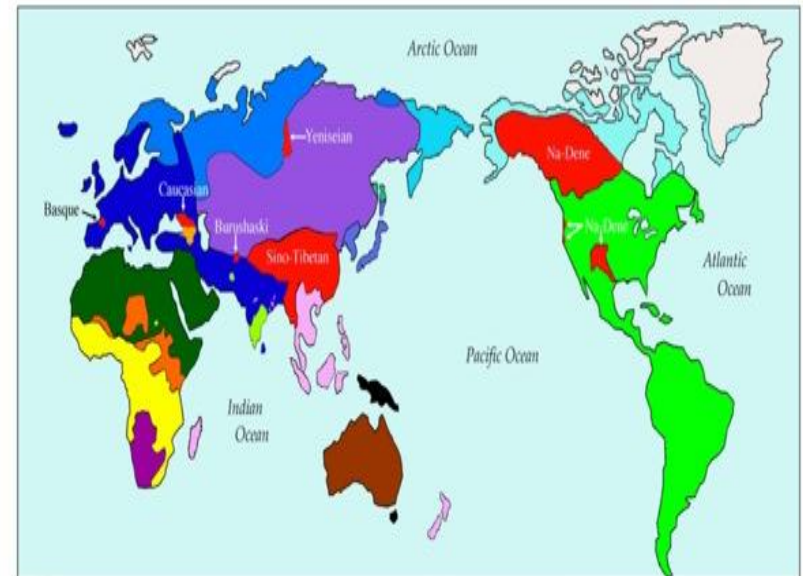 Arctic Ocean
Yeniseian
Na-Dene
Caucasian
Basque
Burushaski
Na-Dene
Sino-Tibetan
Atlantic
Ocean
Pacific Ocean
Indian
Ocean